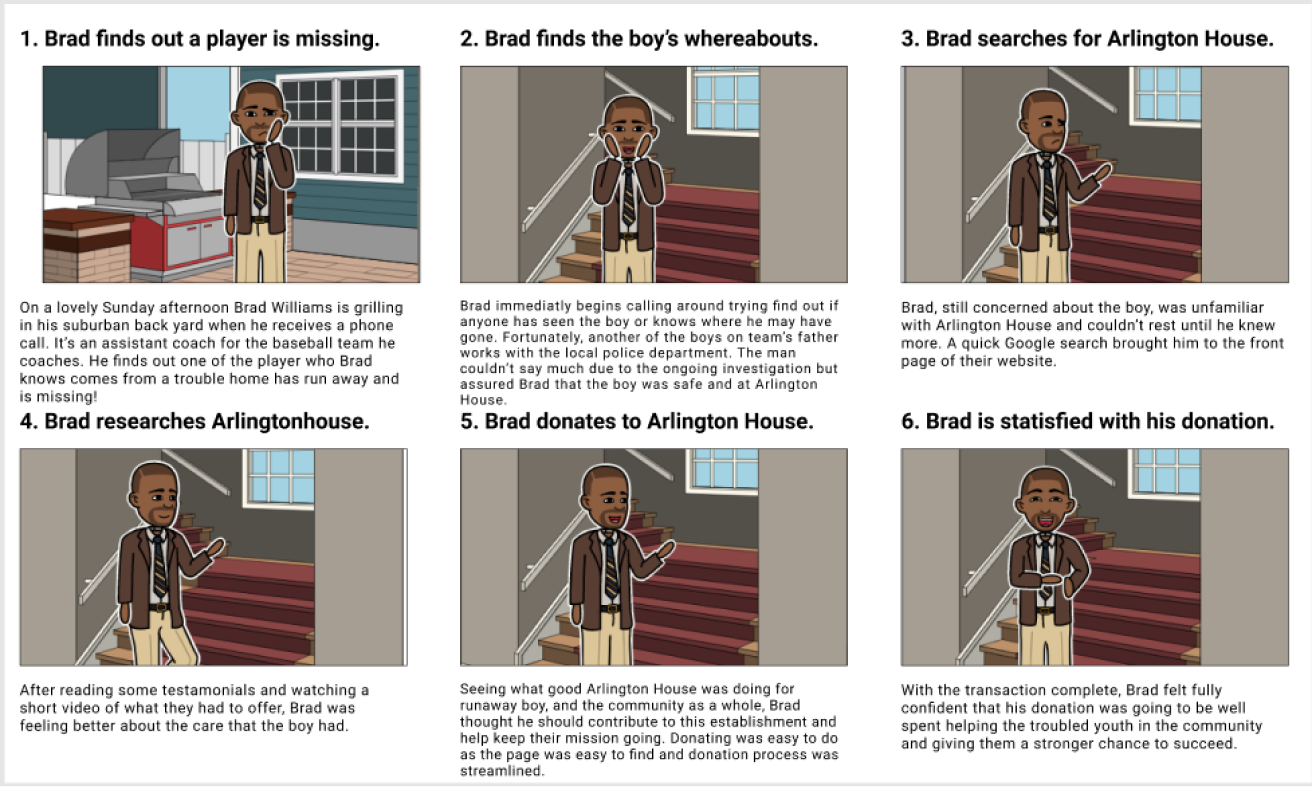 1. Brad finds out a player is missing.
On a lovely Sunday afternoon Brad Williams is grilling
in his suburban back yard when he receives a phone
call. It's an assistant coach for the baseball team he
coaches. He finds out one of the player who Brad
knows comes from a trouble home has run away and
is missing!
2. Brad finds the boy's whereabouts.
Brad immediatly begins calling around trying find out if
anyone has seen the boy or knows where he may have
gone. Fortunately, another of the boys on team's father
works with the local police department. The man
couldn't say much due to the ongoing investigation but
assured Brad that the boy was safe and at Arlington
House.
3. Brad searches for Arlington House.
Brad, still concerned about the boy, was unfamiliar
with Arlington House and couldn't rest until he knew
more. A quick Google search brought him to the front
page of their website.
4. Brad researches Arlingtonhouse.
After reading some testamonials and watching a
short video of what they had to offer, Brad was
feeling better about the care that the boy had.
5. Brad donates to Arlington House.
Seeing what good Arlington House was doing for
runaway boy, and the community as a whole, Brad
thought he should contribute to this establishment and
help keep their mission going. Donating was easy to do
as the page was easy to find and donation process was
streamlined.
6. Brad is statisfied with his donation.
With the transaction complete, Brad felt fully
confident that his donation was going to be well
spent helping the troubled youth in the community
and giving them a stronger chance to succeed.